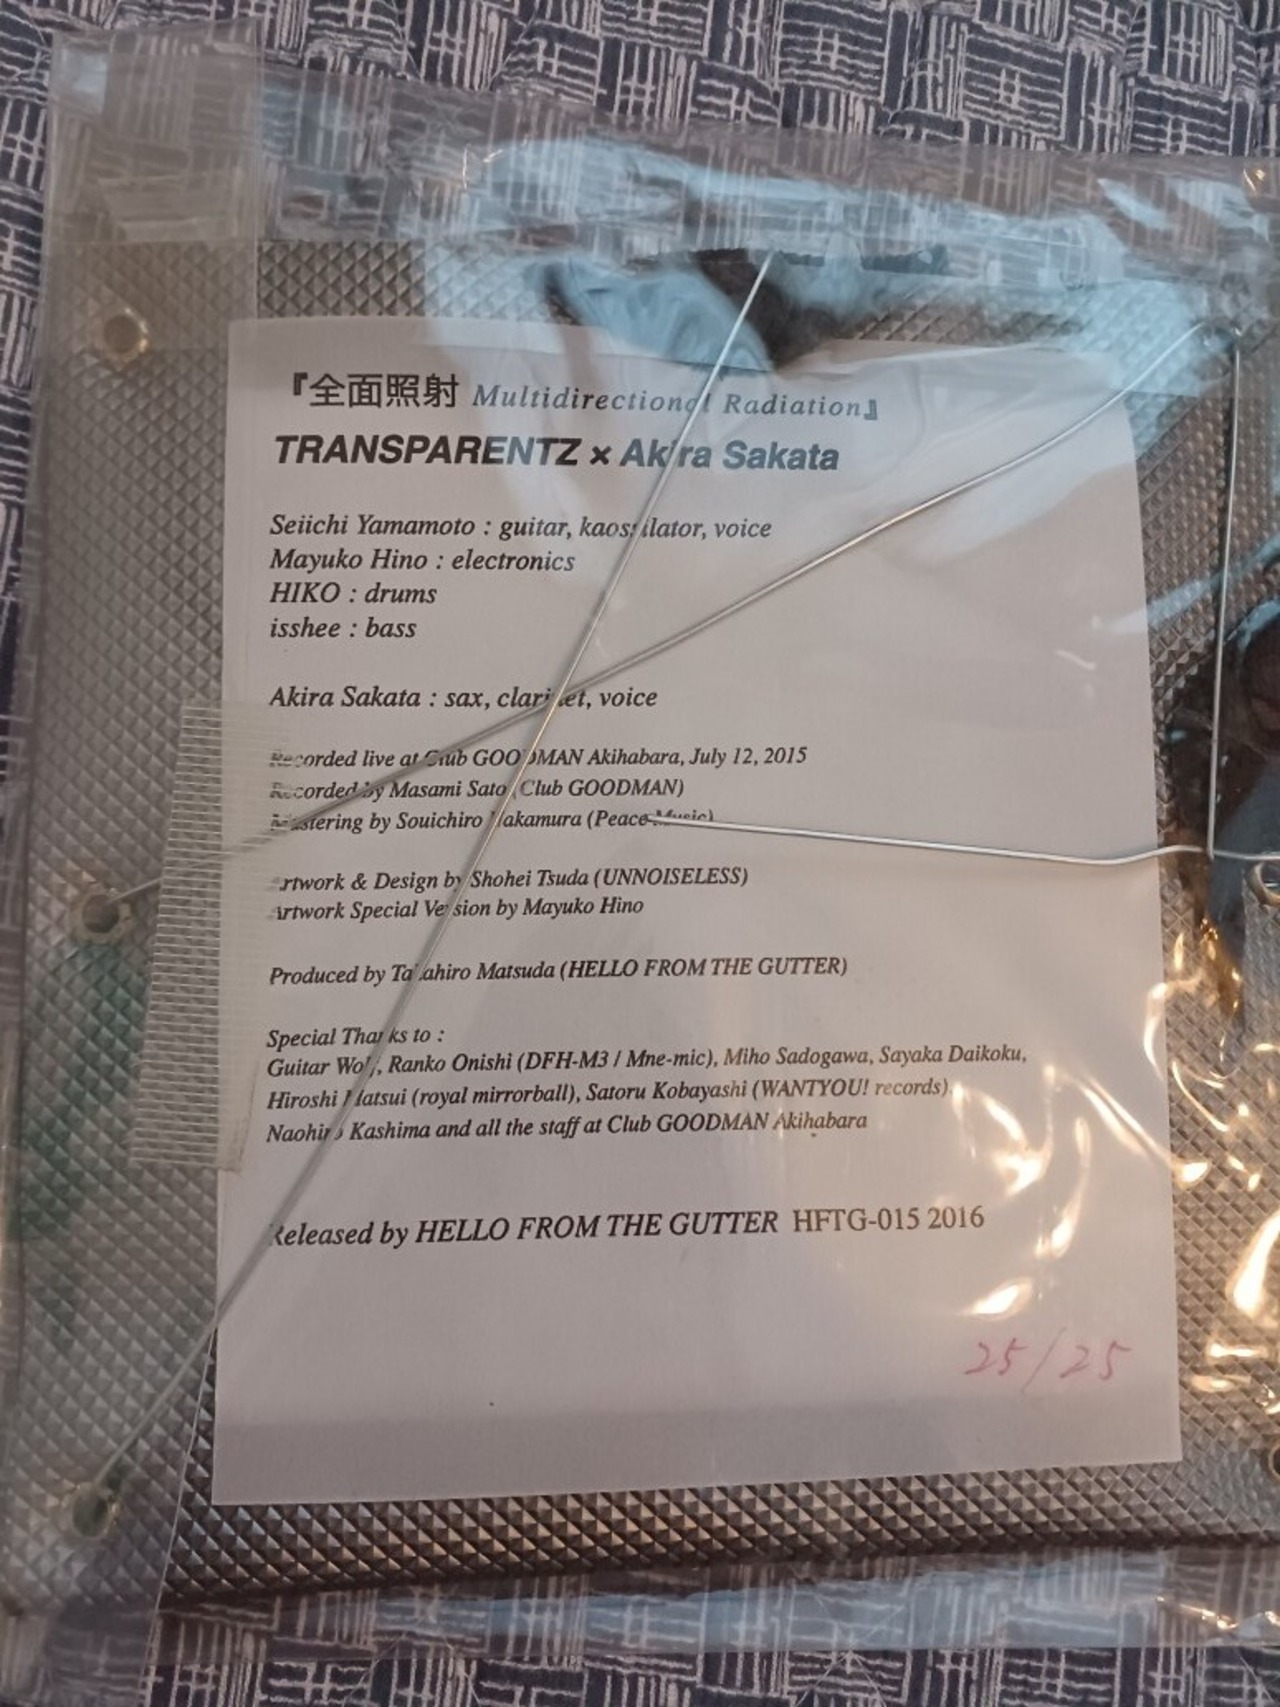 『全面照射 Multidirectional Radiation』
TRANSPARENTZ × Akira Sakata
Seiichi Yamamoto : guitar, kaossilator, voice
Mayuko Hino : electronics
HIKO : drums
isshee : bass
Akira Sakata : sax, clarinet, voice
Recorded live at Club GOODMAN Akihabara, July 12, 2015
Recorded by Masami Sato (Club GOODMAN)
Mastering by Souichiro Nakamura (Peace Music)
Artwork & Design by Shohei Tsuda (UNNOISELESS)
Artwork Special Version by Mayuko Hino
Produced by Takahiro Matsuda (HELLO FROM THE GUTTER)
Special Thanks to :
Guitar Wolf, Ranko Onishi (DFH-M3 / Mne-mic), Miho Sadogawa, Sayaka Daikoku,
Hiroshi Matsui (royal mirrorball), Satoru Kobayashi (WANTYOU! records)
Naohiro Kashima and all the staff at Club GOODMAN Akihabara
Released by HELLO FROM THE GUTTER HFTG-015 2016
25/25